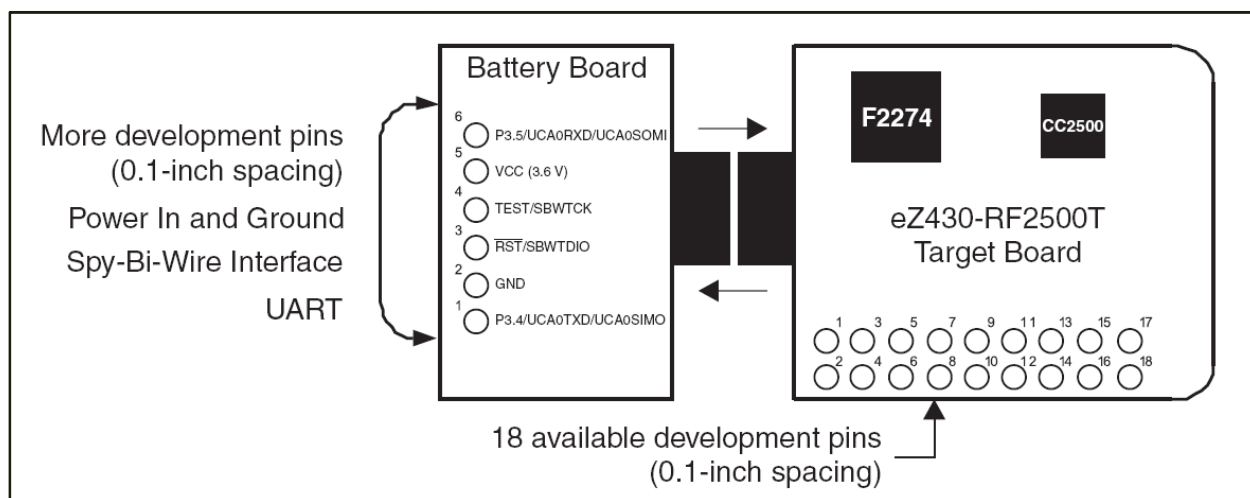 Battery Board
More development pins
(0.1-inch spacing)
Power In and Ground
Spy-Bi-Wire Interface
UART
6
P3.5/UCA0RXD/UCA0SOMI
5
VCC (3.6 V)
4
TEST/SBWTCK
3
RST/SBWTDIO
2
GND
1
P3.4/UCA0TXD/UCA0SIMO
F2274
CC2500
eZ430-RF2500T
Target Board
1 3 5 7 9 11 13 15 17
2 4 6 8 10 12 14 16 18
18 available development pins
(0.1-inch spacing)